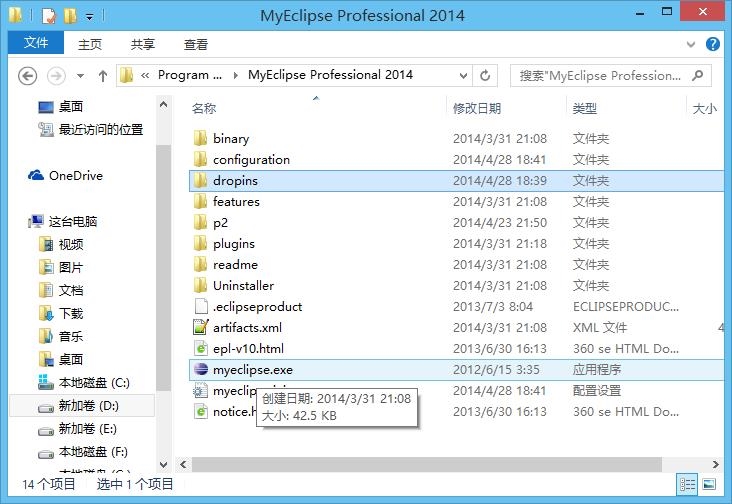 MyEclipse Professional 2014
文件 主页 共享 查看
« Program ... MyEclipse Professional 2014 搜索"MyEclipse Profession...
桌面
最近访问的位置
OneDrive
这台电脑
视频
图片
文档
下载
音乐
桌面
本地磁盘 (C:)
新加卷 (D:)
新加卷 (E:)
本地磁盘 (F:)
名称 修改日期 类型 大小
binary 2014/3/31 21:08 文件夹
configuration 2014/4/28 18:41 文件夹
dropins 2014/4/28 18:39 文件夹
features 2014/3/31 21:08 文件夹
p2 2014/4/23 21:50 文件夹
plugins 2014/3/31 21:18 文件夹
readme 2014/3/31 21:08 文件夹
Uninstaller 2014/3/31 21:08 文件夹
.eclipseproduct 2013/7/3 8:04 ECLIPSEPRODUC...
artifacts.xml 2014/3/31 21:08 XML 文件 4
epl-v10.html 2013/6/30 16:13 360 se HTML Do...
myeclipse.exe 2012/6/15 3:35 应用程序
2014/4/28 18:41 配置设置
2013/6/30 16:13 360 se HTML Do...
创建日期: 2014/3/31 21:08
大小: 42.5 KB
14 个项目 选中 1 个项目